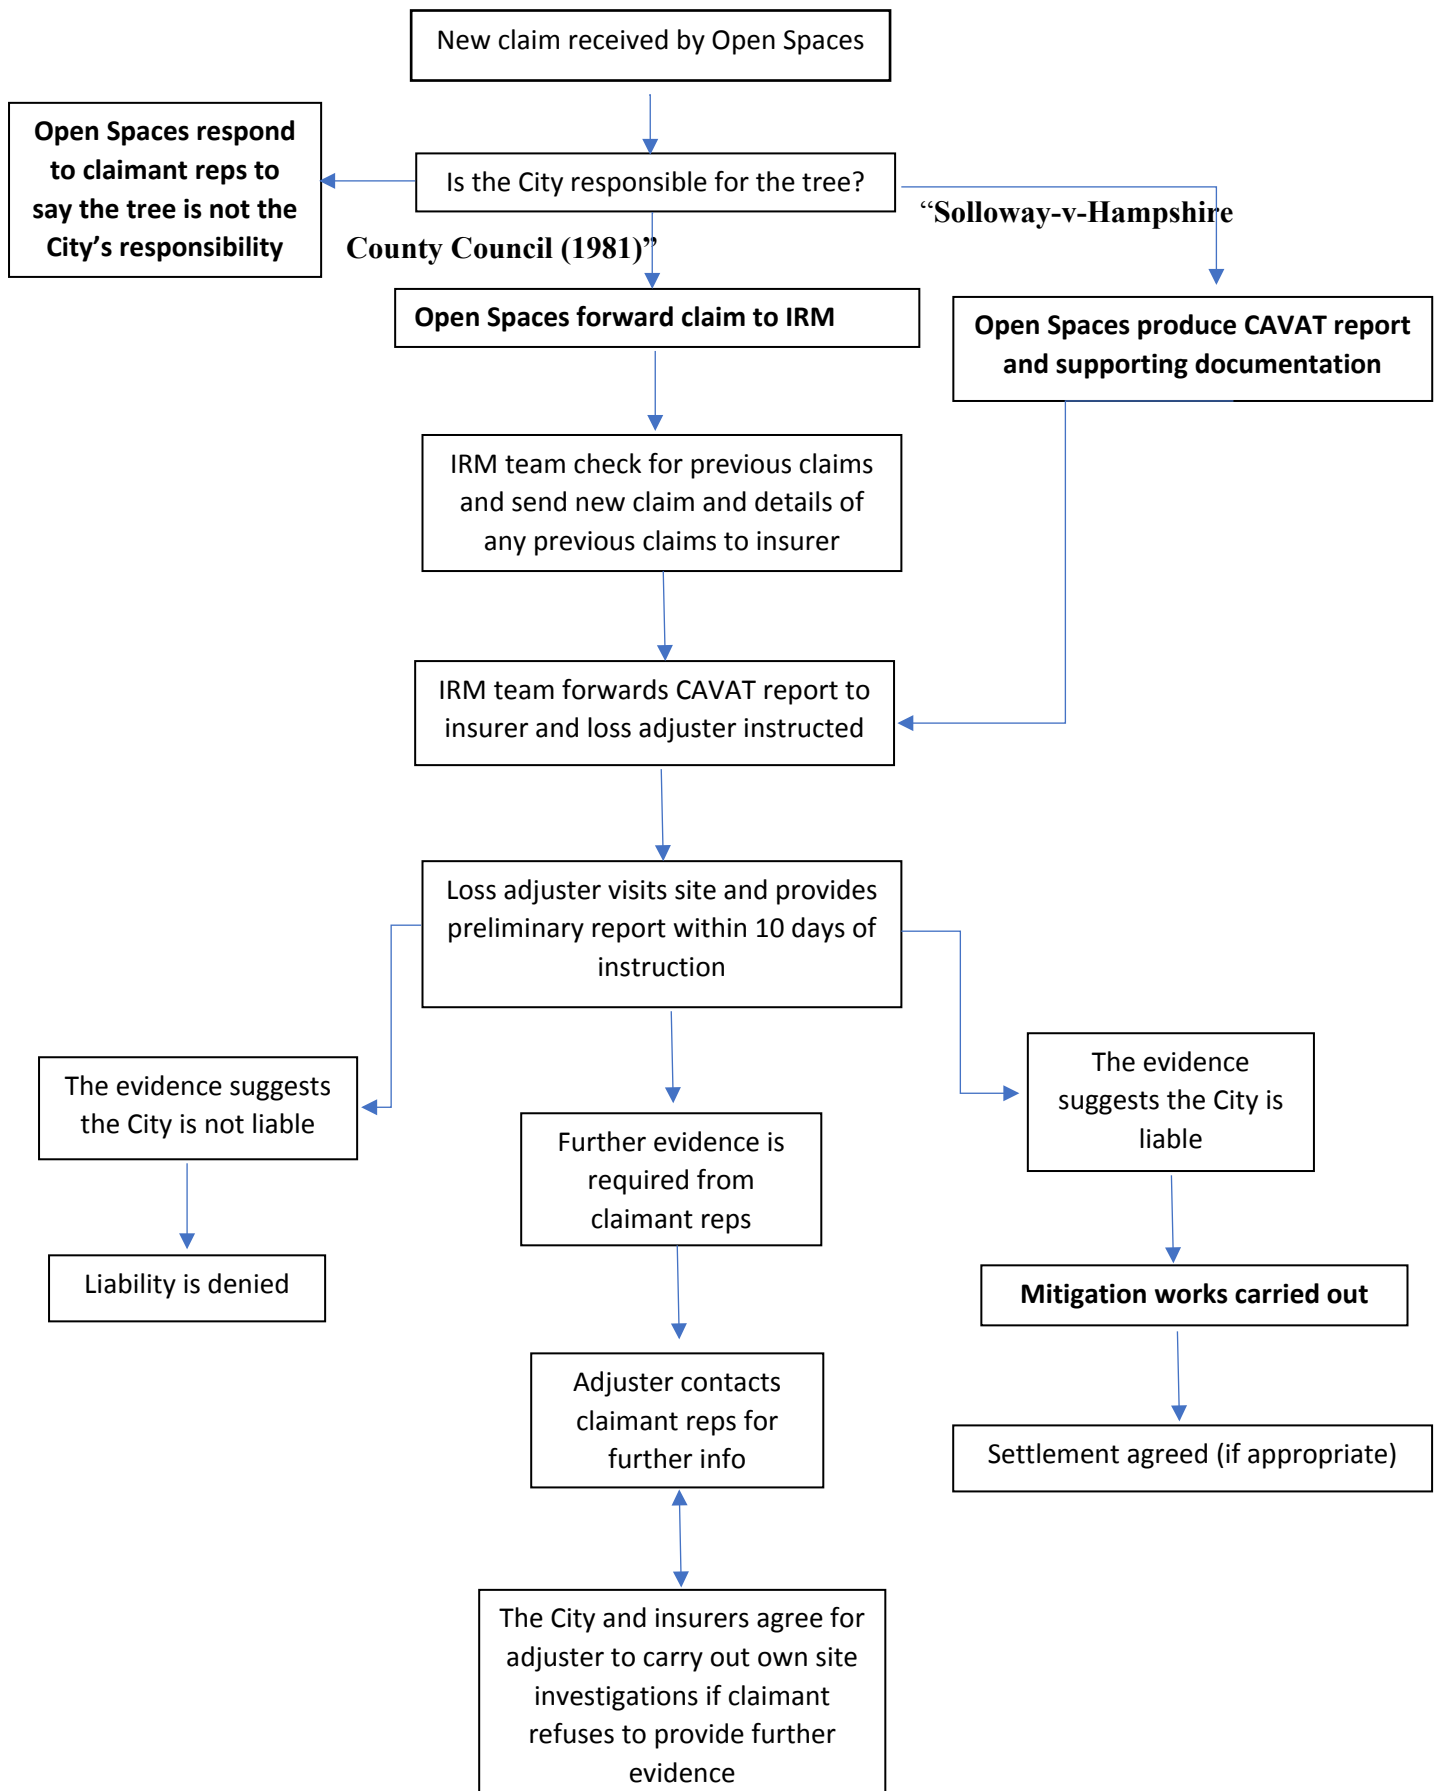 New claim received by Open Spaces
Open Spaces respond
to claimant reps to
say the tree is not the
City’s responsibility
Is the City responsible for the tree?
“Solloway-v-Hampshire
County Council (1981)”
Open Spaces forward claim to IRM
Open Spaces produce CAVAT report
and supporting documentation
IRM team check for previous claims
and send new claim and details of
any previous claims to insurer
IRM team forwards CAVAT report to
insurer and loss adjuster instructed
Loss adjuster visits site and provides
preliminary report within 10 days of
instruction
The evidence suggests
the City is not liable
Further evidence is
required from
claimant reps
The evidence
suggests the City is
liable
Liability is denied
Mitigation works carried out
Adjuster contacts
claimant reps for
further info
Settlement agreed (if appropriate)
The City and insurers agree for
adjuster to carry out own site
investigations if claimant
refuses to provide further
evidence